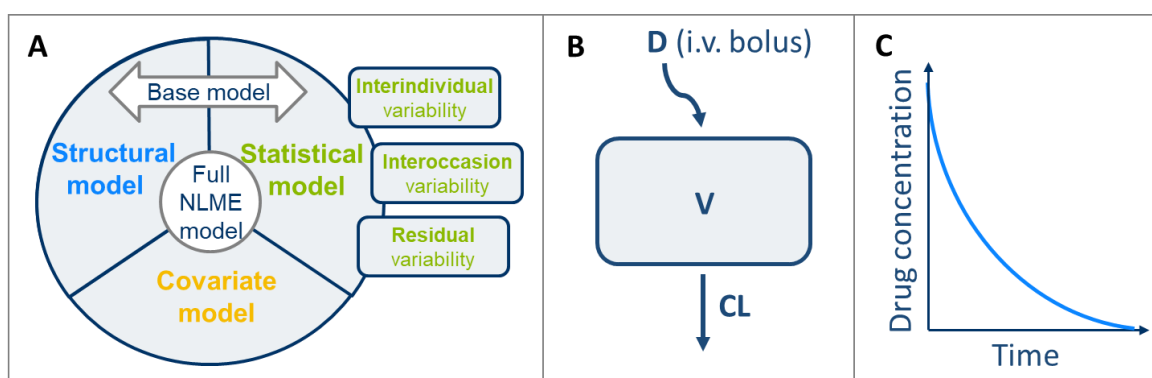 A
Base model
Structural
model
Statistical
model
Full
NLME
model
Covariate
model
Interindividual
variability
Interoccasion
variability
Residual
variability
B
D (i.v. bolus)
V
CL
C
Drug concentration
Time